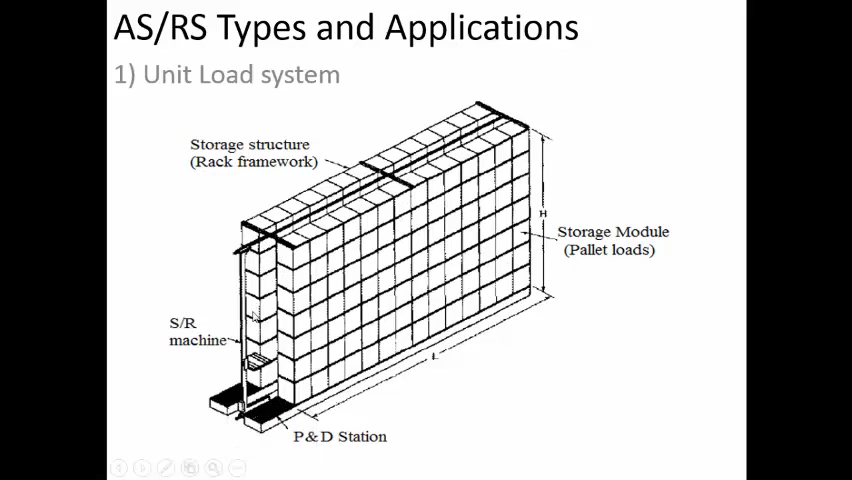 AS/RS Types and Applications
1) Unit Load system
Storage structure
(Rack framework)
H
Storage Module
(Pallet loads)
S/R
machine
L
P&D Station